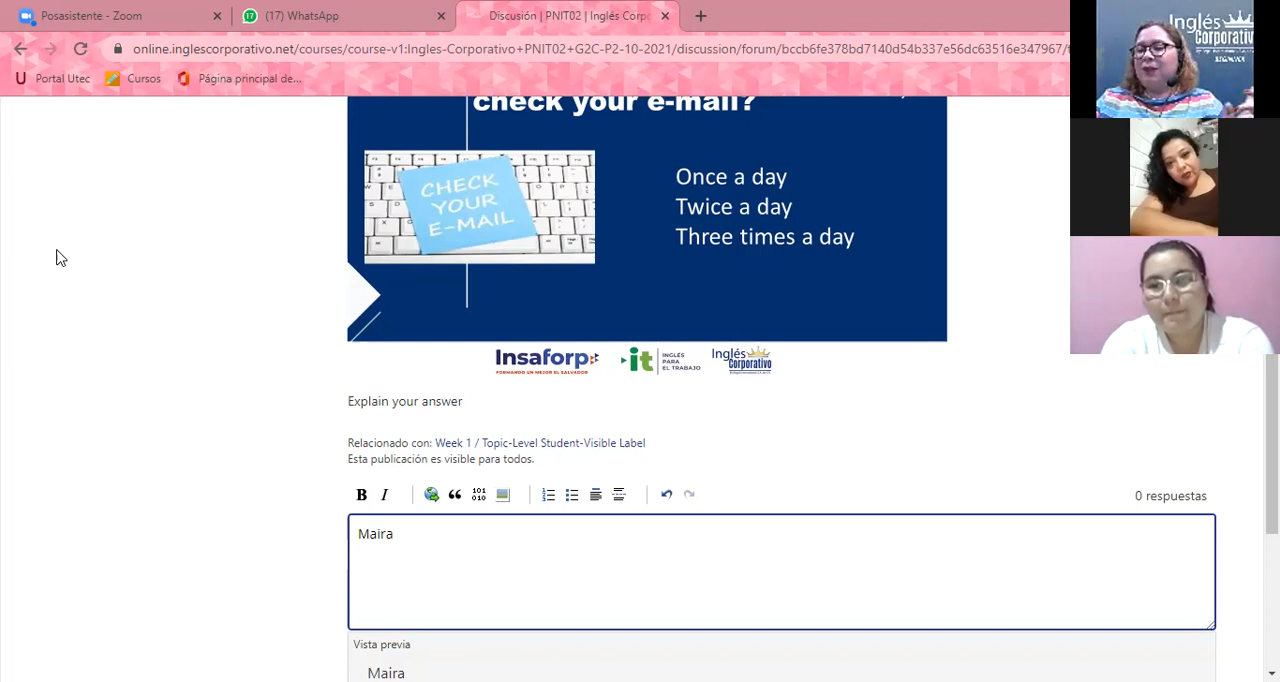 Posasistente - Zoom
(17) WhatsApp
Discusión | PNIT02 | Inglés Corpo
online.inglescorporativo.net/courses/course-v1:Ingles-Corporativo+PNIT02+G2C-P2-10-2021/discussion/forum/bccb6fe378bd7140d54b337e56dc63516e347967/t
Portal Utec
Cursos
Página principal de...
Inglés
Corporativo
check your e-mail?
CHECK
YOUR
E-MAIL
Once a day
Twice a day
Three times a day
Insaforp
FORMANDO UN MEJOR EL SALVADOR
it
INGLÉS
PARA
EL TRABAJO
Inglés
Corporativo
Explain your answer
Relacionado con: Week 1 / Topic-Level Student-Visible Label
Esta publicación es visible para todos.
B I
101
010
0 respuestas
Maira
Vista previa
Maira